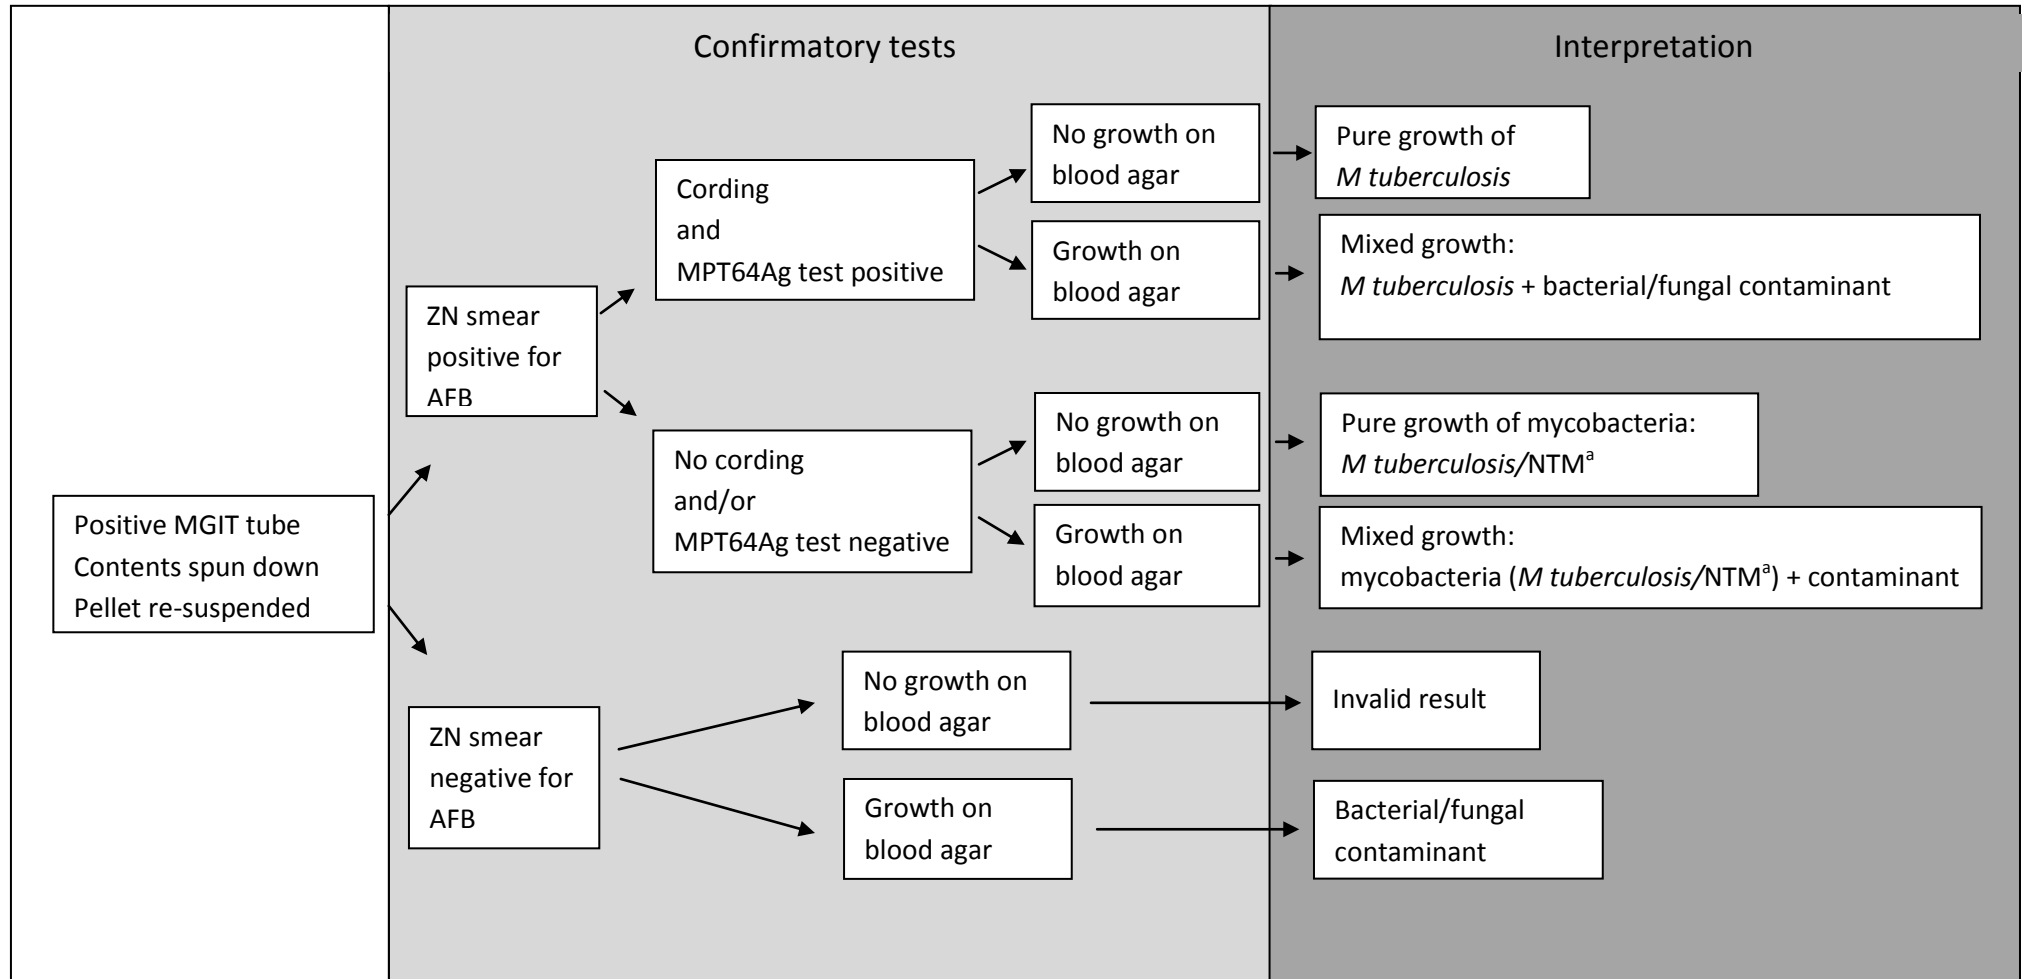 Confirmatory tests
Interpretation
Positive MGIT tube
Contents spun down
Pellet re-suspended
ZN smear
positive for
AFB
Cording
and
MPT64Ag test positive
No growth on
blood agar
Pure growth of
M tuberculosis
Growth on
blood agar
Mixed growth:
M tuberculosis + bacterial/fungal contaminant
No cording
and/or
MPT64Ag test negative
No growth on
blood agar
Pure growth of mycobacteria:
M tuberculosis/NTMᵃ
Growth on
blood agar
Mixed growth:
mycobacteria (M tuberculosis/NTMᵃ) + contaminant
ZN smear
negative for
AFB
No growth on
blood agar
Invalid result
Growth on
blood agar
Bacterial/fungal
contaminant